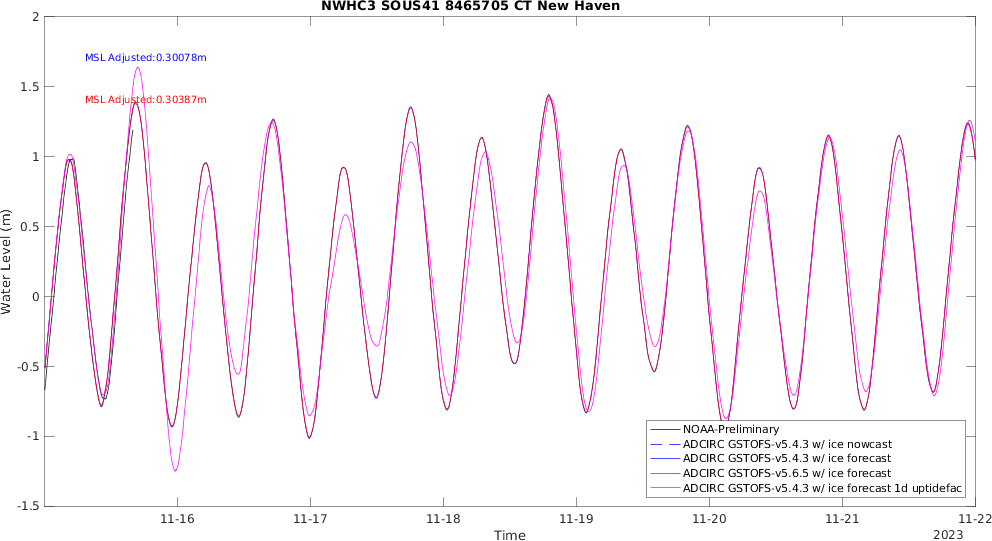 NWHC3 SOUS41 8465705 CT New Haven
2
1.5
1
0.5
0
-0.5
-1
-1.5
Water Level (m)
MSL Adjusted:0.30078m
MSL Adjusted:0.30387m
NOAA-Preliminary
ADCIRC GSTOFS-v5.4.3 w/ ice nowcast
ADCIRC GSTOFS-v5.4.3 w/ ice forecast
ADCIRC GSTOFS-v5.6.5 w/ ice forecast
ADCIRC GSTOFS-v5.4.3 w/ ice forecast 1d uptidefac
11-16
11-17
11-18
11-19
11-20
11-21
11-22
Time
2023